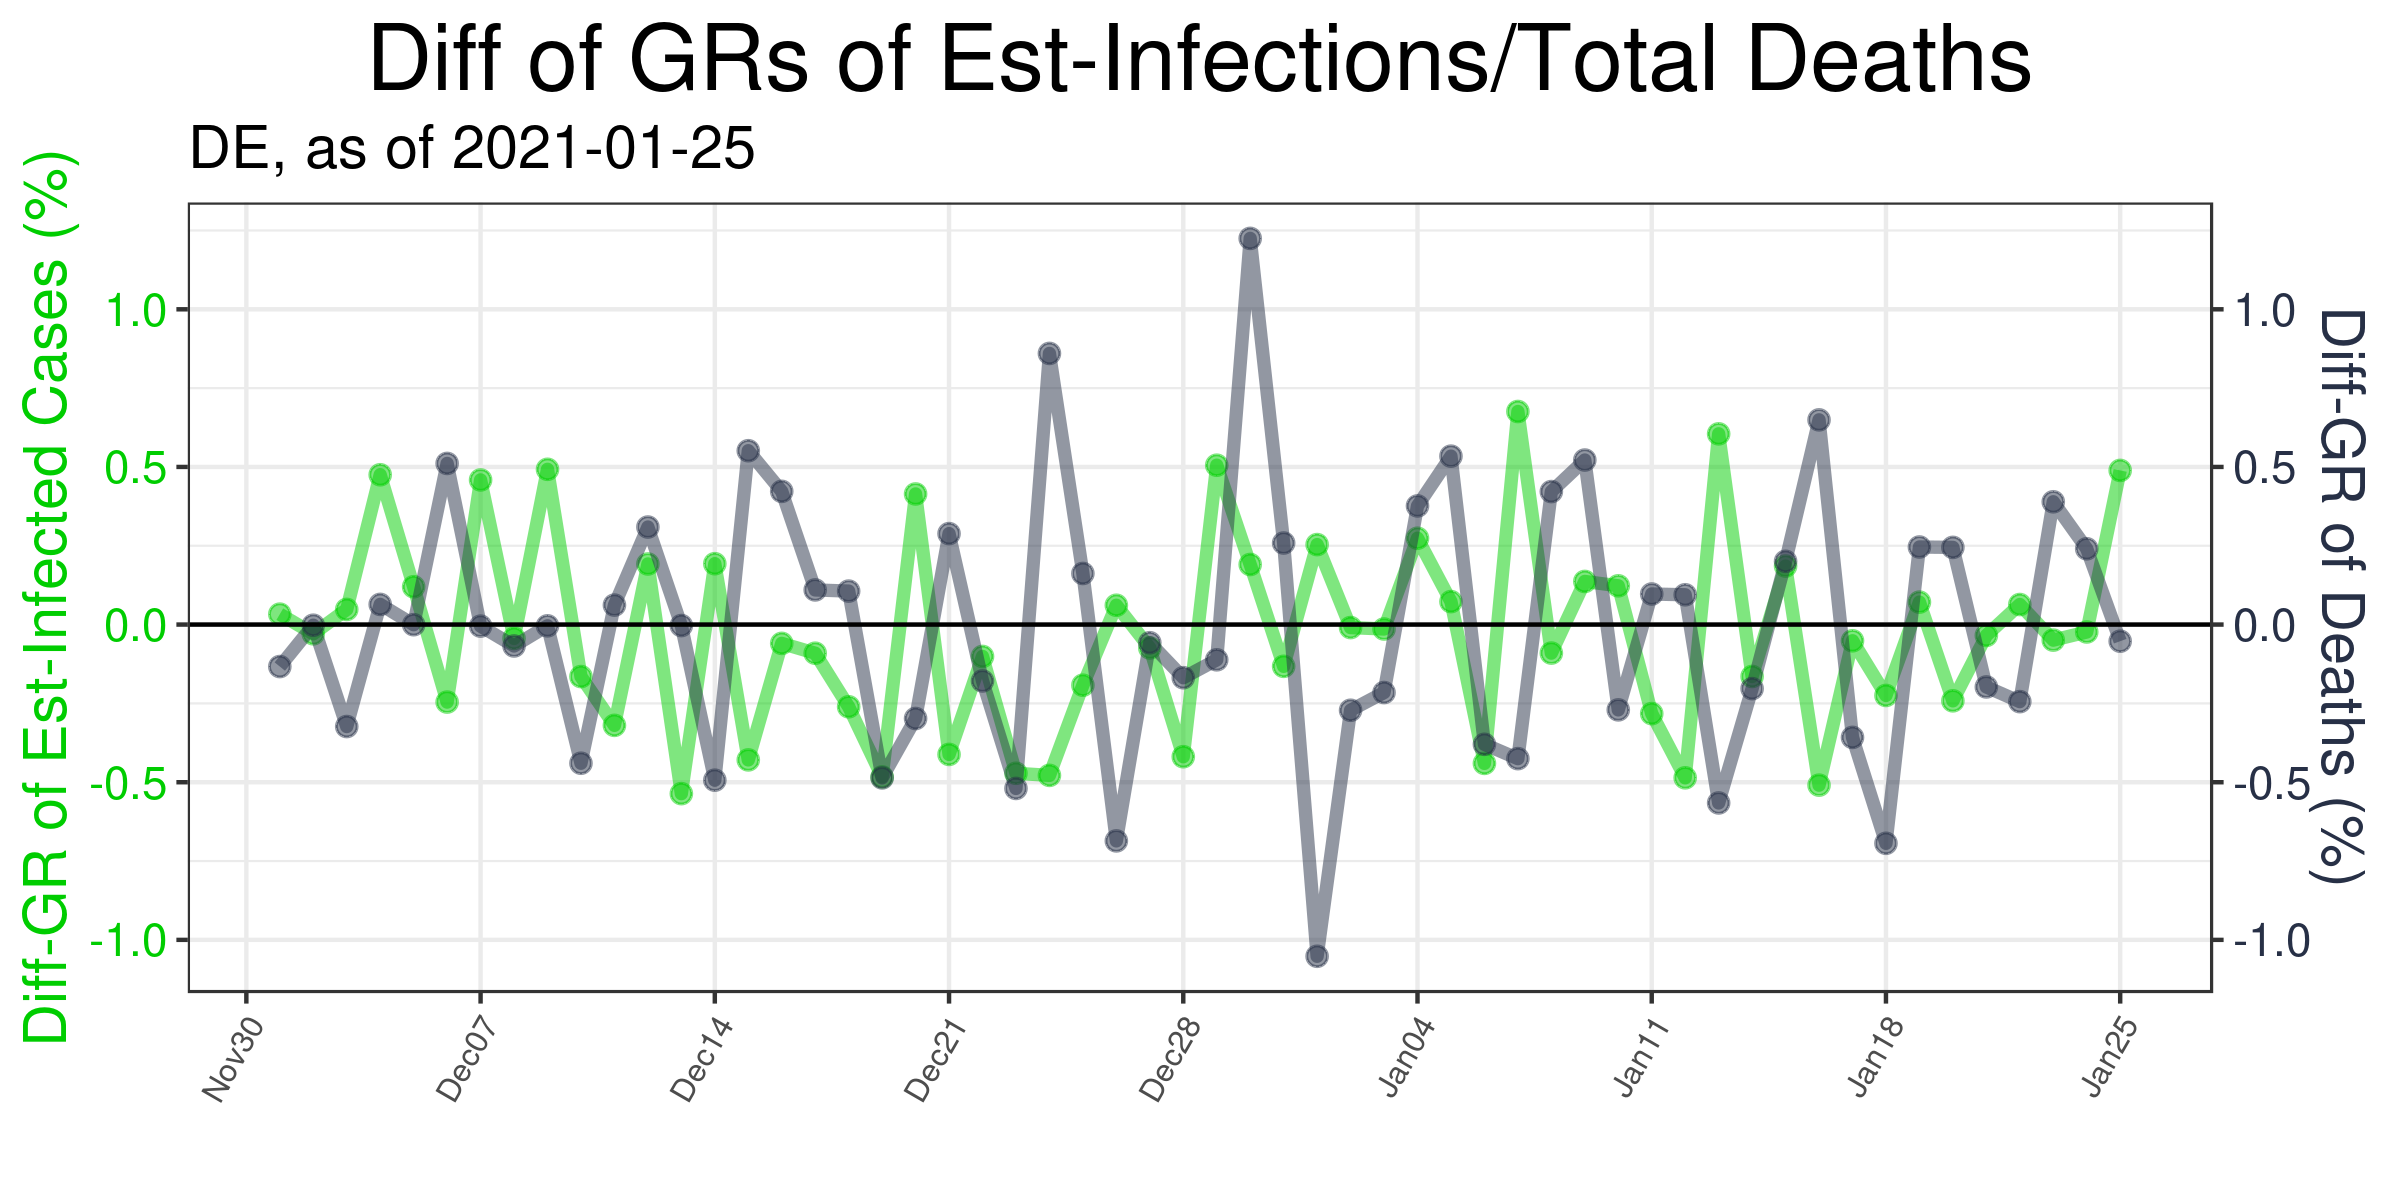 Diff of GRs of Est-Infections/Total Deaths
DE, as of 2021-01-25
Diff-GR of Est-Infected Cases (%)
1.0
0.5
0.0
-0.5
-1.0
1.0
0.5
0.0
-0.5
-1.0
Diff-GR of Deaths (%)
Nov30
Dec07
Dec14
Dec21
Dec28
Jan04
Jan11
Jan18
Jan25